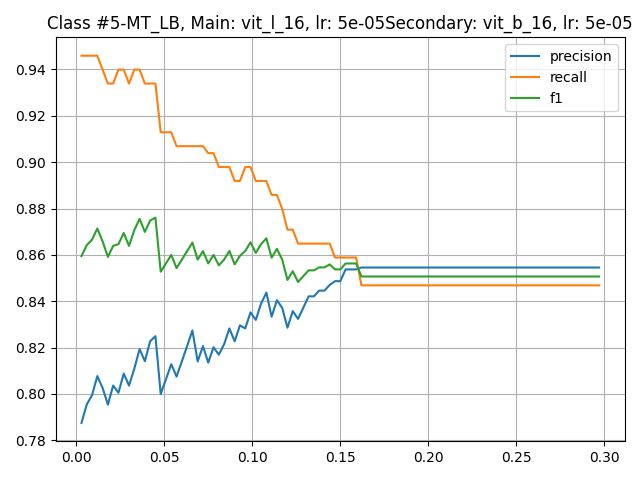 Class #5-MT_LB, Main: vit_l_16, lr: 5e-05Secondary: vit_b_16, lr: 5e-05
precision
recall
f1
0.94
0.92
0.90
0.88
0.86
0.84
0.82
0.80
0.78
0.00 0.05 0.10 0.15 0.20 0.25 0.30